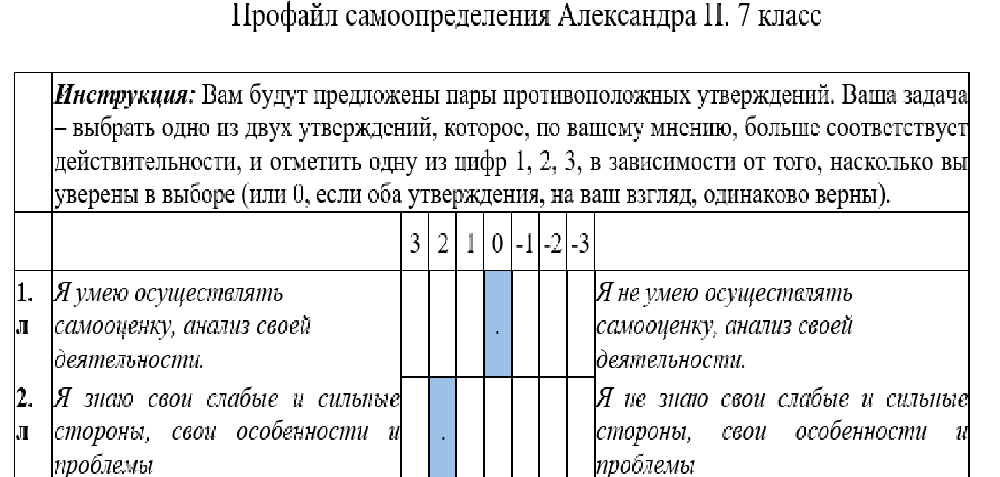 Профайл самоопределения Александра П. 7 класс
Инструкция: Вам будут предложены пары противоположных утверждений. Ваша задача
– выбрать одно из двух утверждений, которое, по вашему мнению, больше соответствует
действительности, и отметить одну из цифр 1, 2, 3, в зависимости от того, насколько вы
уверены в выборе (или 0, если оба утверждения, на ваш взгляд, одинаково верны).
3 2 1 0 -1 -2 -3
1. Я умею осуществлять Я не умею осуществлять
л самооценку, анализ своей . самооценку, анализ своей
деятельности. деятельности.
2. Я знаю свои слабые и сильные Я не знаю свои слабые и сильные
л стороны, свои особенности и . стороны, свои особенности и
проблемы проблемы